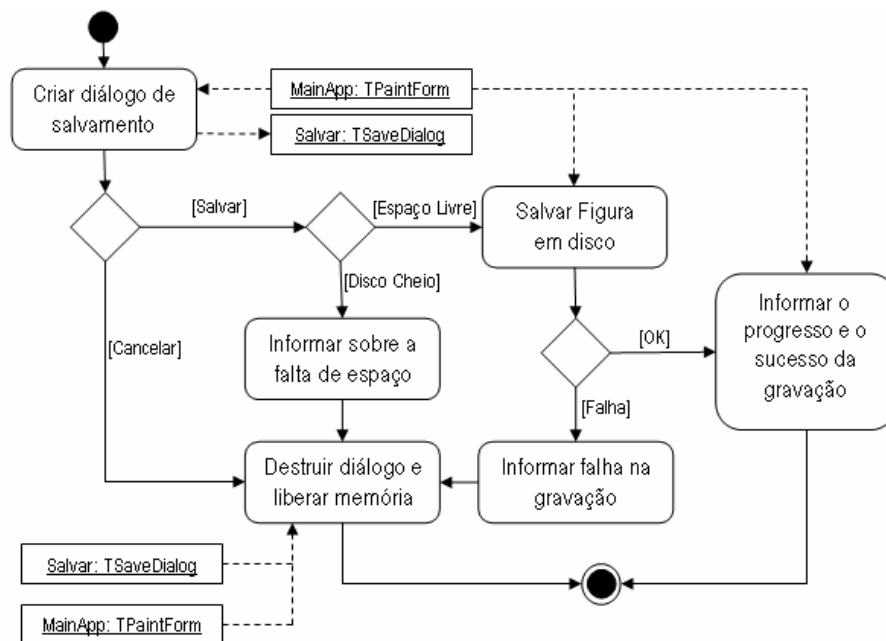 Criar diálogo de
salvamento
MainApp: TPaintForm
Salvar: TSaveDialog
[Salvar]
[Espaço Livre]
Salvar Figura
em disco
[Disco Cheio]
[Cancelar]
Informar sobre a
falta de espaço
[OK]
Informar o
progresso e o
sucesso da
gravação
[Falha]
Destruir diálogo e
liberar memória
Informar falha na
gravação
Salvar: TSaveDialog
MainApp: TPaintForm